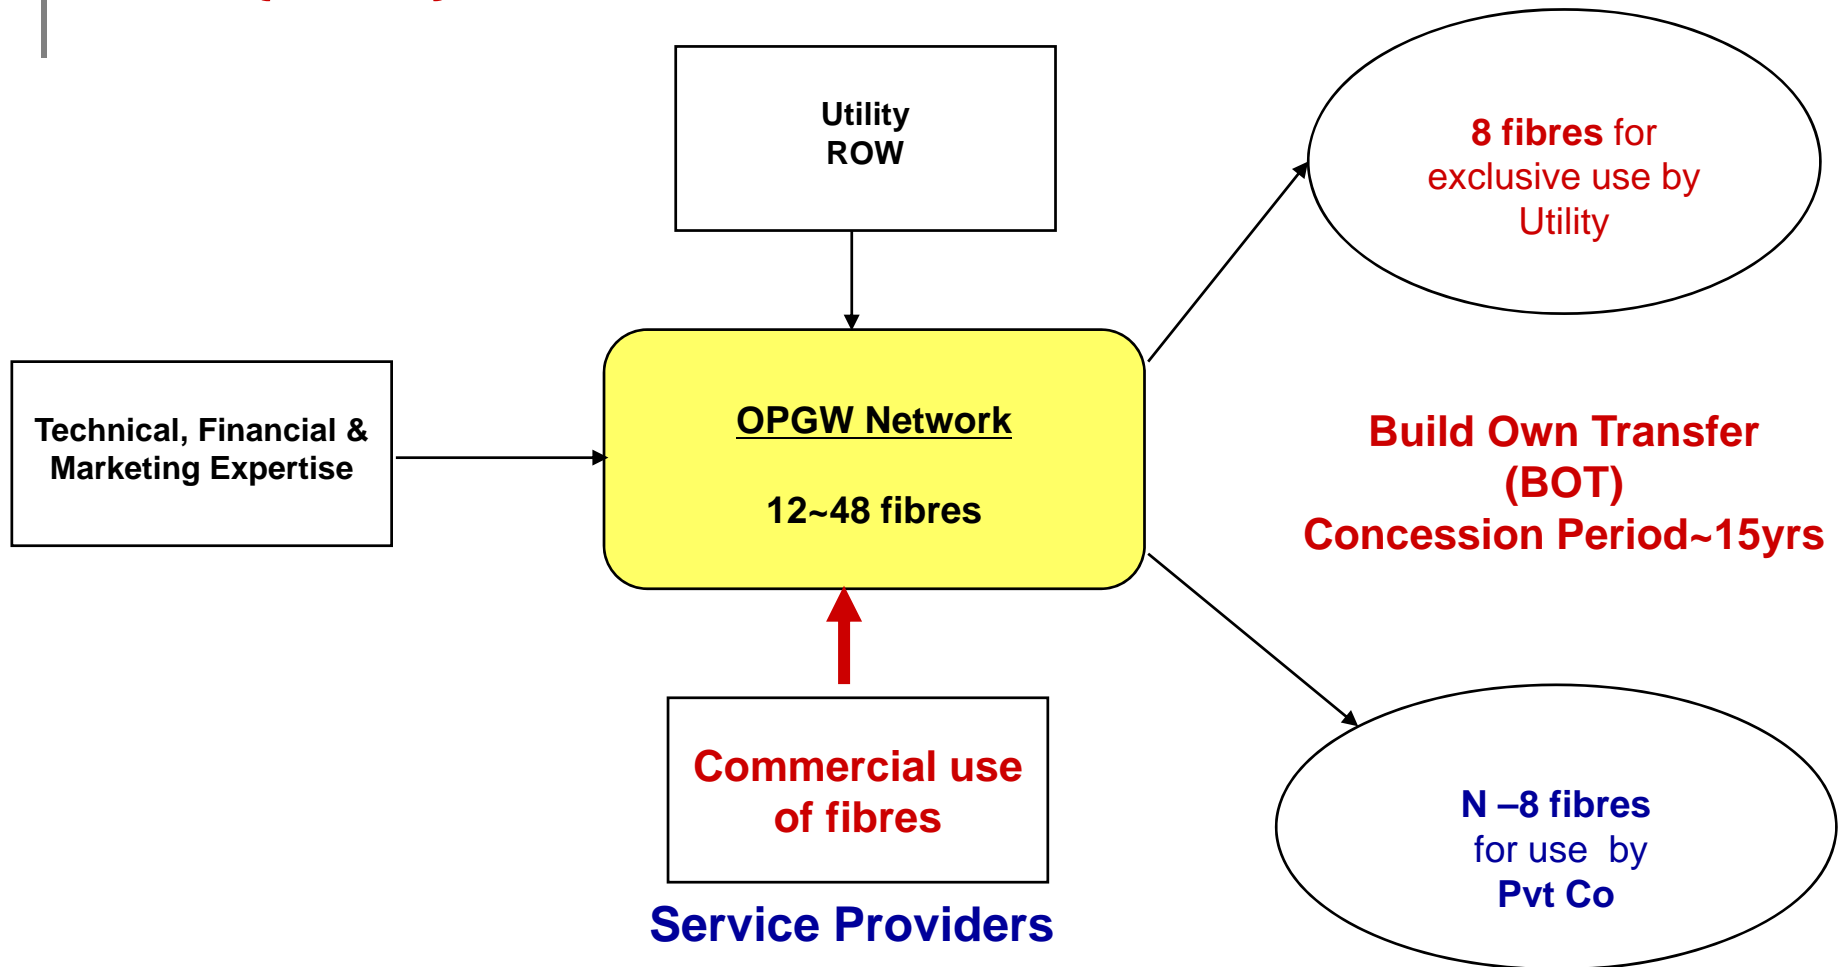 Utility
ROW
8 fibres for
exclusive use by
Utility
Technical, Financial &
Marketing Expertise
OPGW Network
12~48 fibres
Build Own Transfer
(BOT)
Concession Period~15yrs
Commercial use
of fibres
Service Providers
N –8 fibres
for use by
Pvt Co